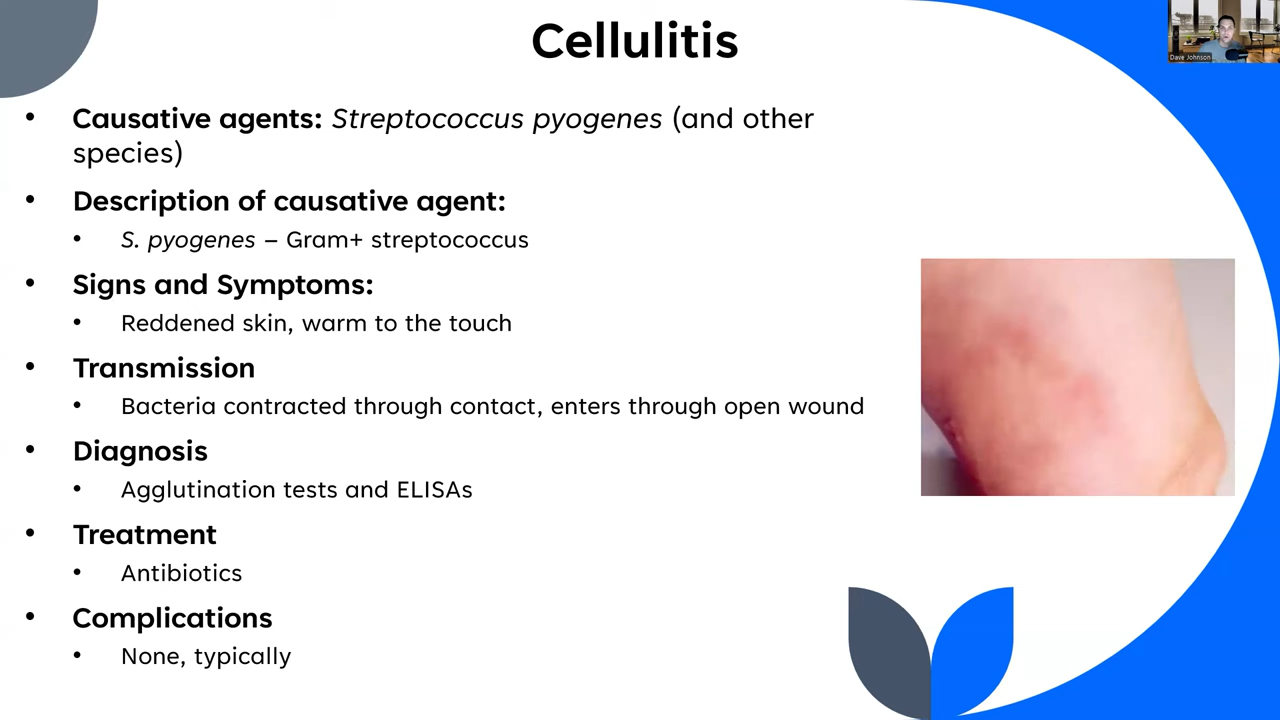 Cellulitis
Dave Johnson
• Causative agents: Streptococcus pyogenes (and other
species)
• Description of causative agent:
• S. pyogenes – Gram+ streptococcus
• Signs and Symptoms:
• Reddened skin, warm to the touch
• Transmission
• Bacteria contracted through contact, enters through open wound
• Diagnosis
• Agglutination tests and ELISAs
• Treatment
• Antibiotics
• Complications
• None, typically